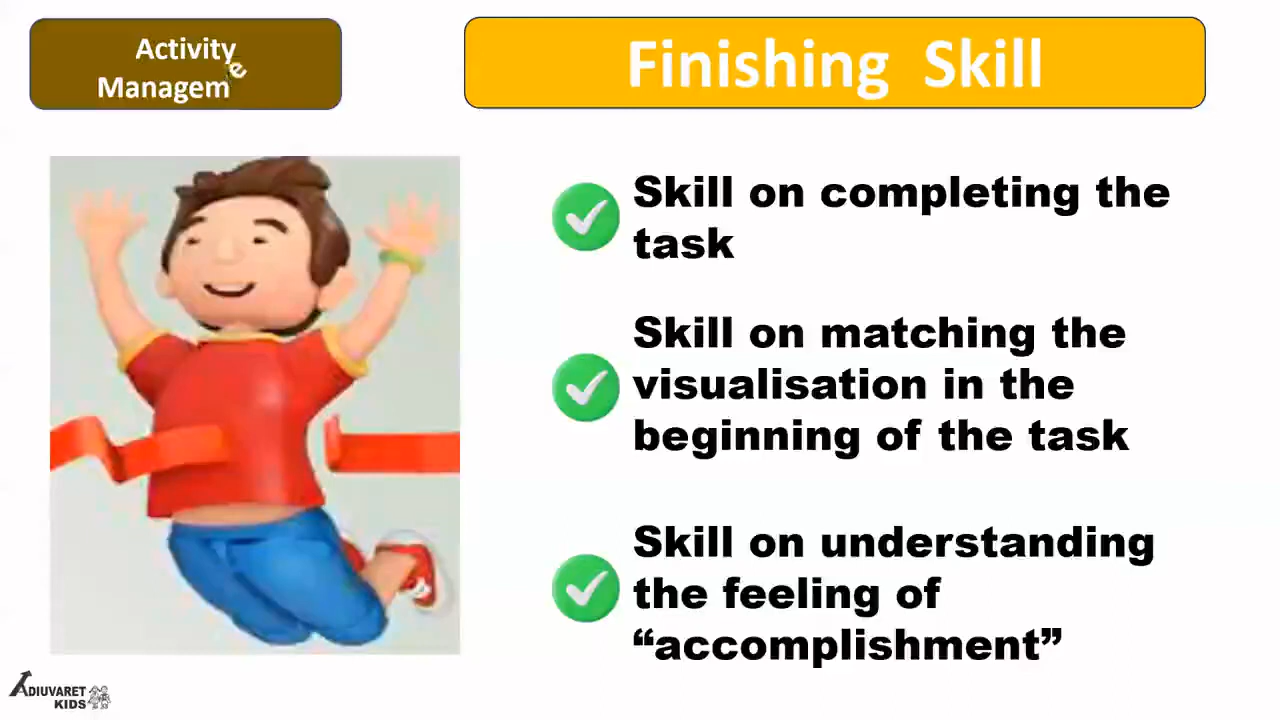 Activity
Manageme
Finishing Skill
Skill on completing the
task
Skill on matching the
visualisation in the
beginning of the task
Skill on understanding
the feeling of
“accomplishment”
ADIUVARET
KIDS